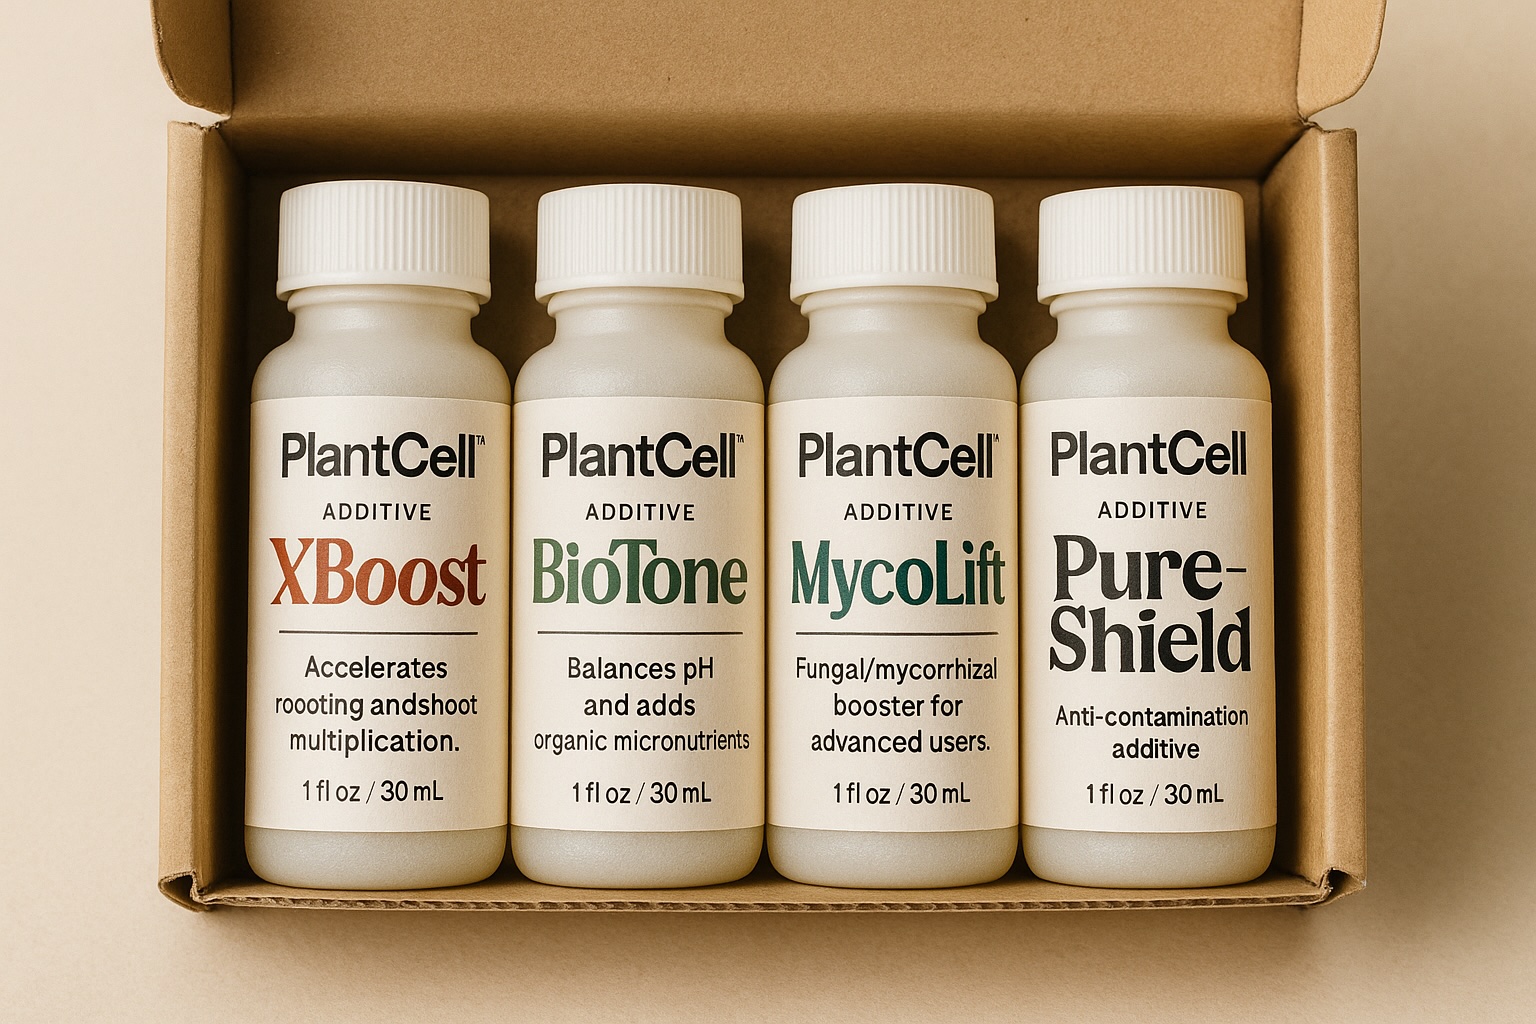 PlantCell™
ADDITIVE
XBoost
Accelerates
roooting andshoot
multiplication.
1 fl oz / 30 mL
PlantCell™
ADDITIVE
BioTone
Balances pH
and adds
organic micronutrients
1 fl oz / 30 mL
PlantCell™
ADDITIVE
MycoLift
Fungal/mycorrhizal
booster for
advanced users.
1 fl oz / 30 mL
PlantCell
ADDITIVE
Pure-
Shield
Anti-contamination
additive
1 fl oz / 30 mL